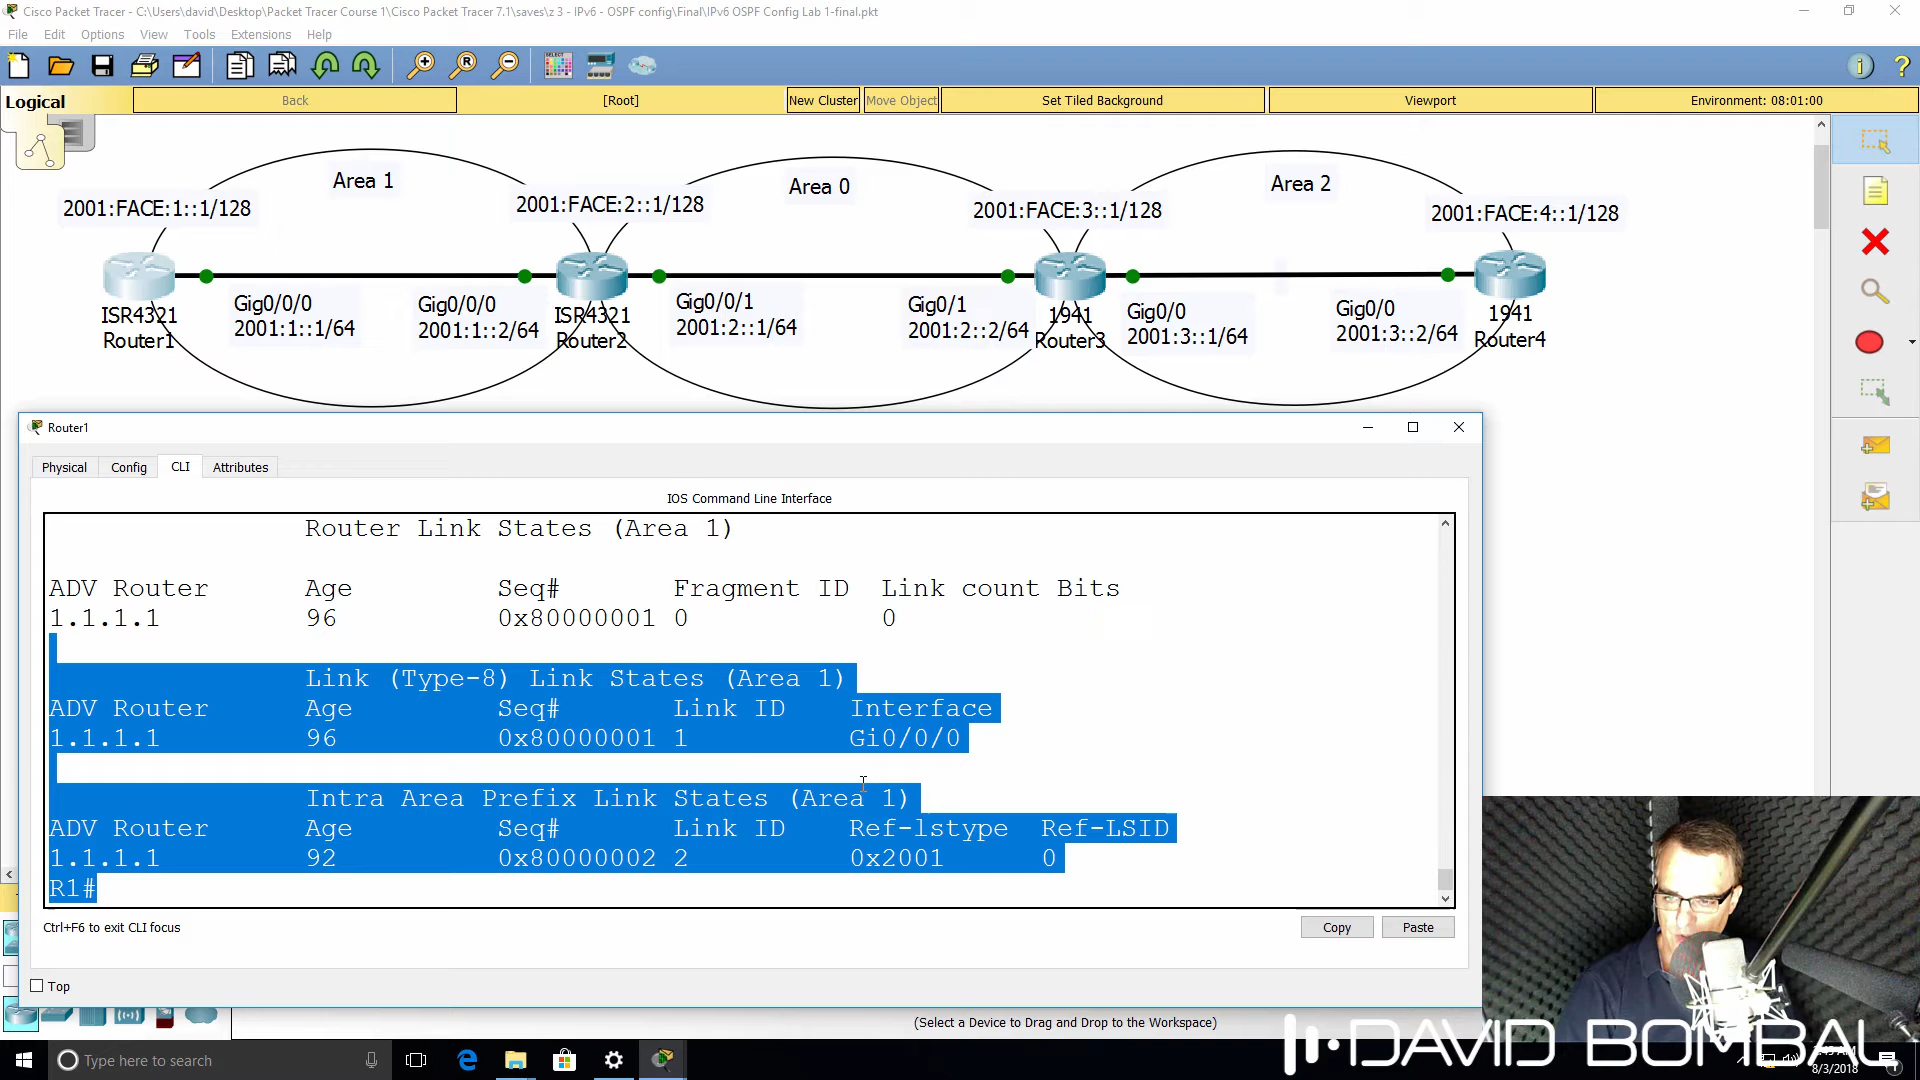 Cisco Packet Tracer - C:\Users\david\Desktop\Packet Tracer Course 1\Cisco Packet Tracer 7.1\saves\z 3 - IPv6 - OSPF config\Final\IPv6 OSPF Config Lab 1-final.pkt
File Edit Options View Tools Extensions Help
Logical Back [Root] New Cluster Move Object Set Tiled Background Viewport Environment: 08:01:00
Area 1 Area 0 Area 2
2001:FACE:1::1/128 2001:FACE:2::1/128 2001:FACE:3::1/128 2001:FACE:4::1/128
Gig0/0/0
2001:1::1/64
Gig0/0/0
2001:1::2/64
Gig0/0/1
2001:2::1/64
Gig0/1
2001:2::2/64
Gig0/0
2001:3::1/64
Gig0/0
2001:3::2/64
ISR4321
Router1
ISR4321
Router2
1941
Router3
1941
Router4
Router1
Physical Config CLI Attributes
IOS Command Line Interface
Router Link States (Area 1)
ADV Router Age Seq# Fragment ID Link count Bits
1.1.1.1 96 0x80000001 0 0
Link (Type-8) Link States (Area 1)
ADV Router Age Seq# Link ID Interface
1.1.1.1 96 0x80000001 1 Gi0/0/0
Intra Area Prefix Link States (Area 1)
ADV Router Age Seq# Link ID Ref-lstype Ref-LSID
1.1.1.1 92 0x80000002 2 0x2001 0
R1#
Ctrl+F6 to exit CLI focus
Copy Paste
Top
(Select a Device to Drag and Drop to the Workspace)
Type here to search
DAVID BOMBAL
8/3/2018